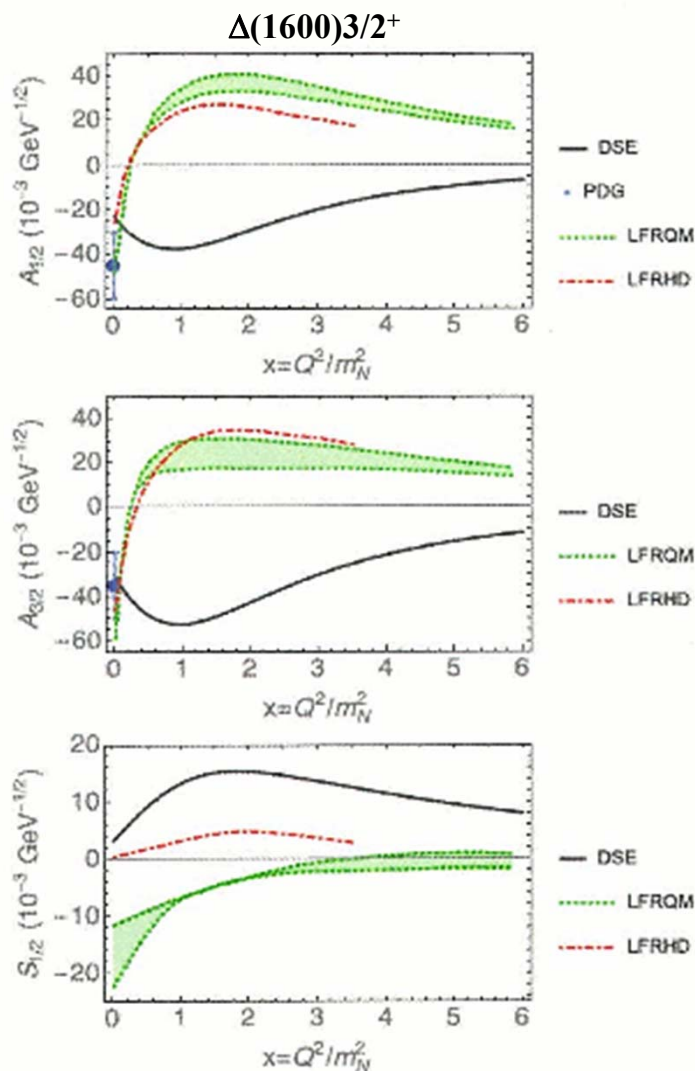 Δ(1600)3/2⁺
A₁/₂ (10⁻³ GeV⁻¹/²)
40
20
0
−20
−40
−60
0 1 2 3 4 5 6
x=Q²/m²_N
DSE
PDG
LFRQM
LFRHD
A₃/₂ (10⁻³ GeV⁻¹/²)
40
20
0
−20
−40
−60
0 1 2 3 4 5 6
x=Q²/m²_N
DSE
LFRQM
LFRHD
S₁/₂ (10⁻³ GeV⁻¹/²)
20
10
0
−10
−20
0 1 2 3 4 5 6
x=Q²/m²_N
DSE
LFRQM
LFRHD